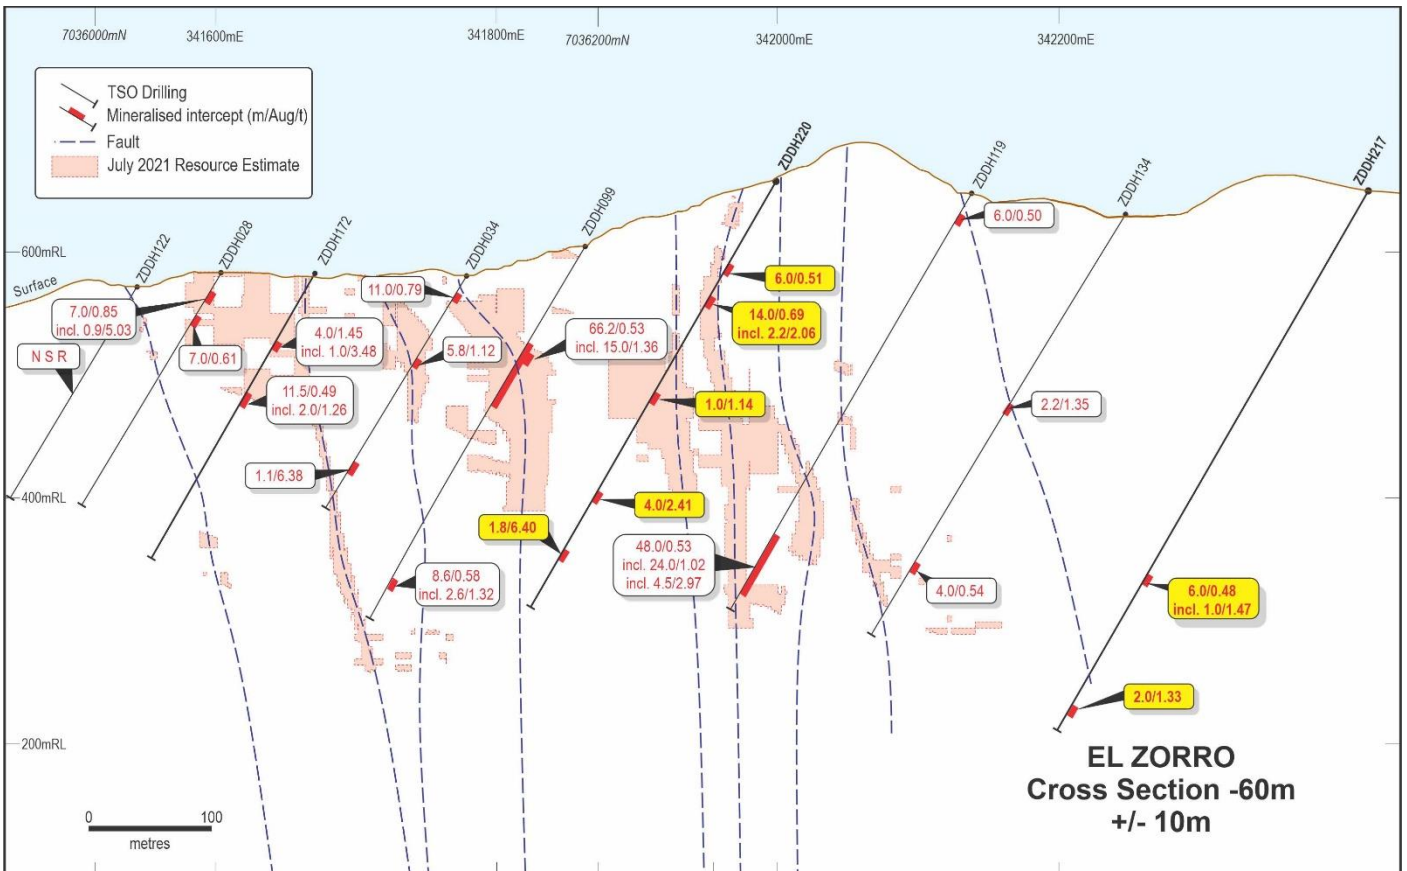 7036000mN
341600mE
341800mE
7036200mN
342000mE
342200mE
TSO Drilling
Mineralised intercept (m/Aug/t)
Fault
July 2021 Resource Estimate
ZDDH122
ZDDH028
ZDDH172
ZDDH034
ZDDH099
ZDDH220
ZDDH119
ZDDH134
ZDDH217
600mRL
Surface
6.0/0.50
6.0/0.51
11.0/0.79
7.0/0.85
incl. 0.9/5.03
14.0/0.69
incl. 2.2/2.06
4.0/1.45
incl. 1.0/3.48
66.2/0.53
incl. 15.0/1.36
N S R
7.0/0.61
5.8/1.12
11.5/0.49
incl. 2.0/1.26
1.0/1.14
2.2/1.35
1.1/6.38
400mRL
4.0/2.41
1.8/6.40
48.0/0.53
incl. 24.0/1.02
incl. 4.5/2.97
8.6/0.58
incl. 2.6/1.32
4.0/0.54
6.0/0.48
incl. 1.0/1.47
2.0/1.33
200mRL
EL ZORRO
Cross Section -60m
+/- 10m
0
100
metres